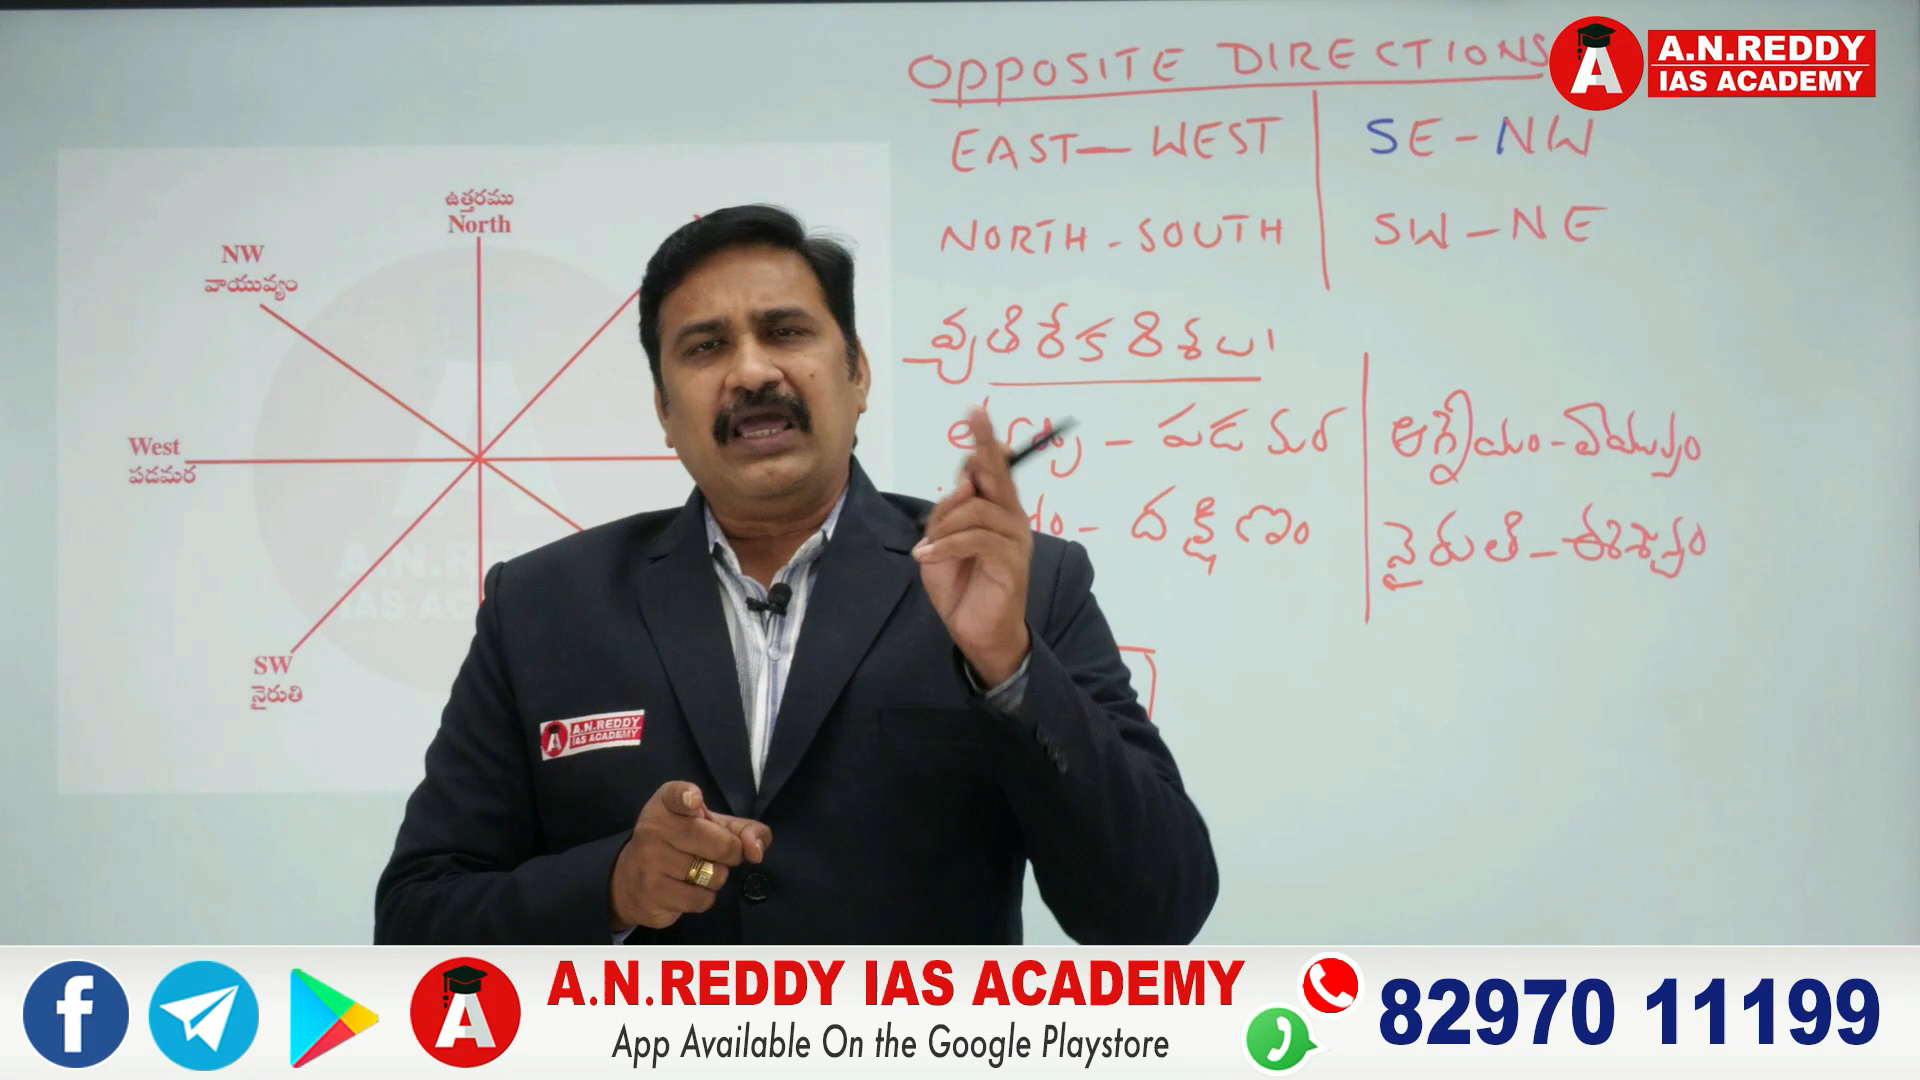 OPPOSITE DIRECTIONS
EAST — WEST
SE - NW
NORTH - SOUTH
SW - NE
వ్యతిరేక దిశలు
తూర్పు - పడమర
ఆగ్నేయం - వాయువ్యం
- దక్షిణం
నైరుతి - ఈశాన్యం
ఉత్తరము
North
NW
వాయువ్యం
West
పడమర
SW
నైరుతి
A.N.REDDY
IAS ACADEMY
A.N.REDDY
IAS ACADEMY
A.N.REDDY IAS ACADEMY
App Available On the Google Playstore
82970 11199